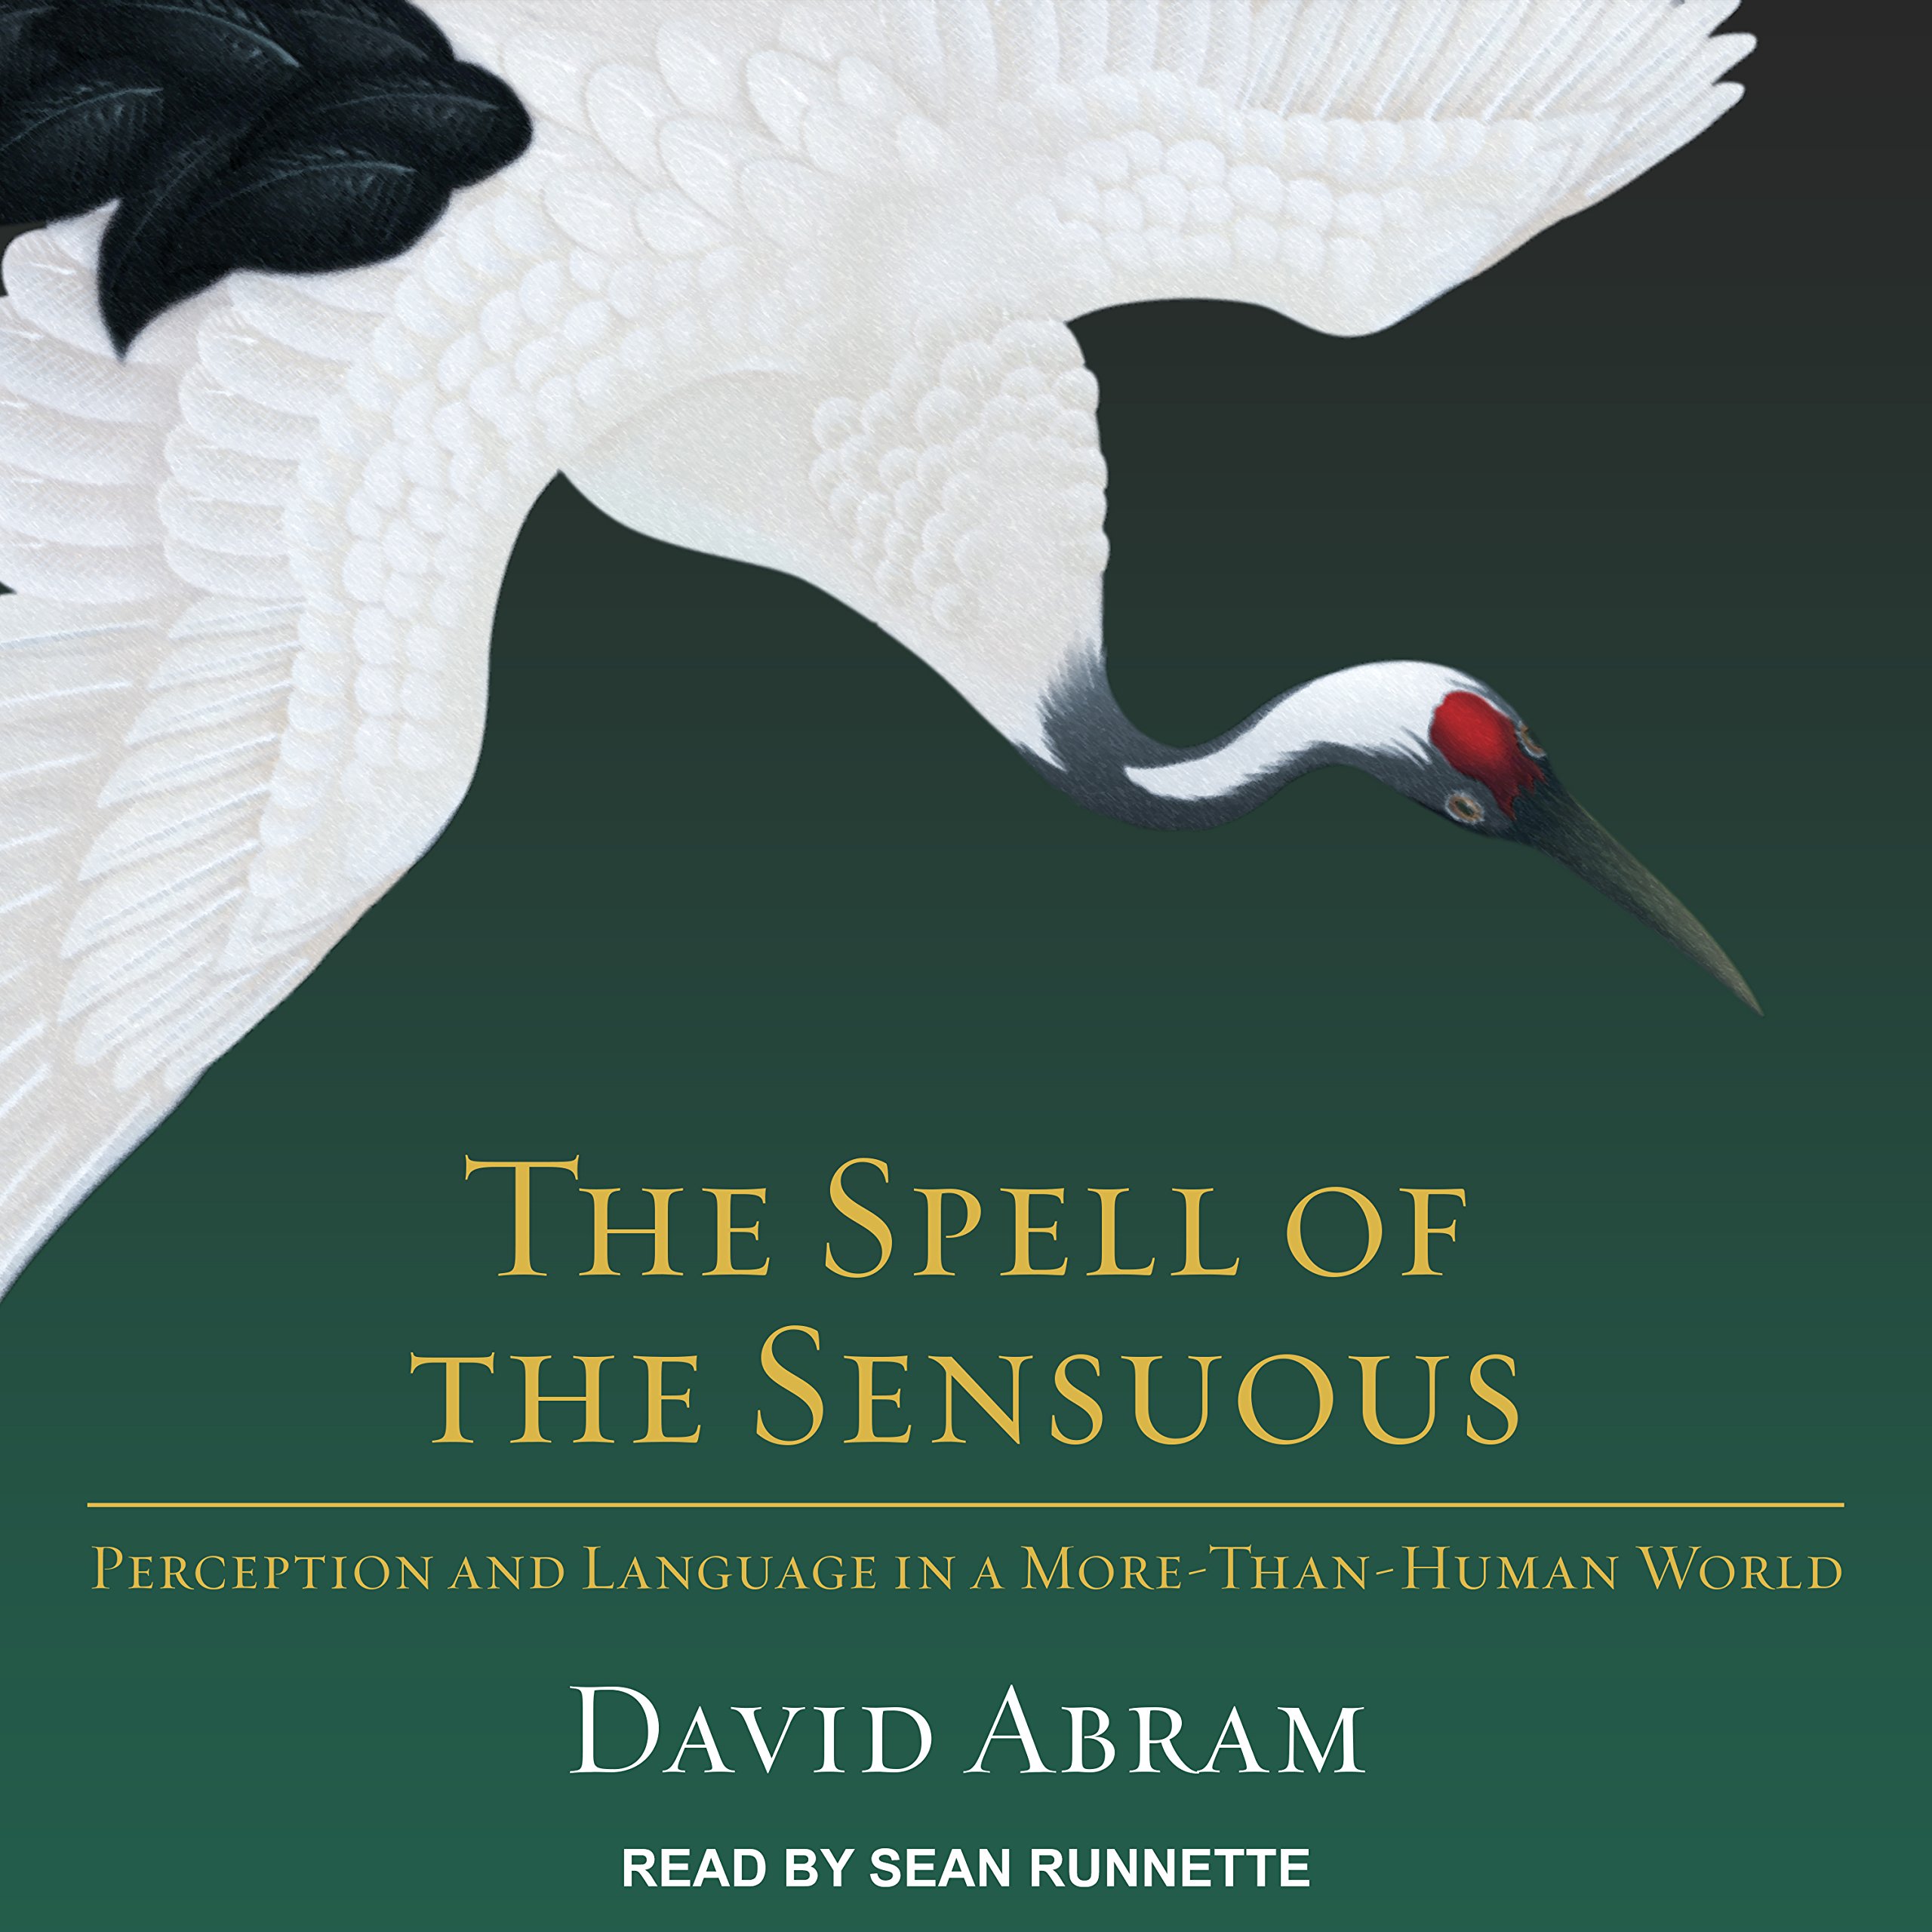 The Spell of
the Sensuous
Perception and Language in a More-Than-Human World
David Abram
READ BY SEAN RUNNETTE